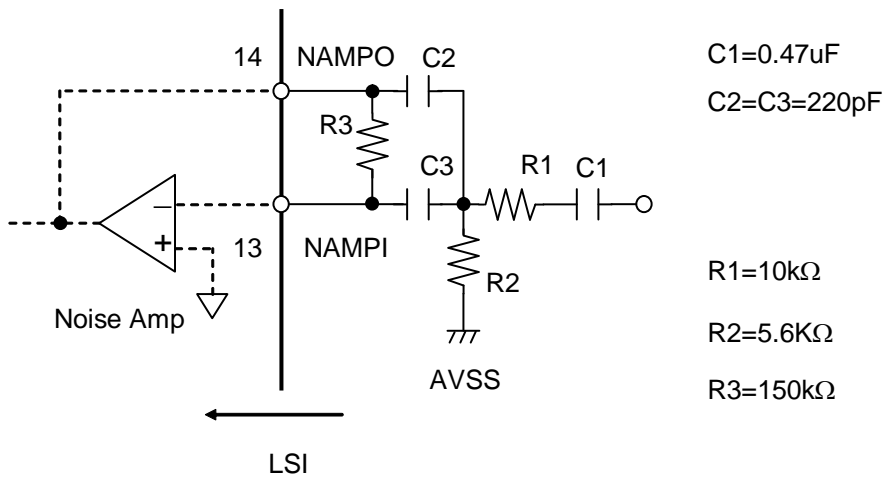 14 NAMPO C2
C1=0.47uF
C2=C3=220pF
R3
C3 R1 C1
−
+
13 NAMPI
R2
R1=10kΩ
Noise Amp
R2=5.6KΩ
AVSS
R3=150kΩ
LSI